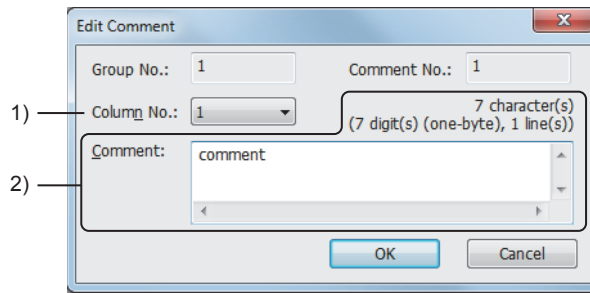 Edit Comment
Group No.: 1 Comment No.: 1
1) Column No.: 1 7 character(s)
(7 digit(s) (one-byte), 1 line(s))
2) Comment: comment
OK Cancel